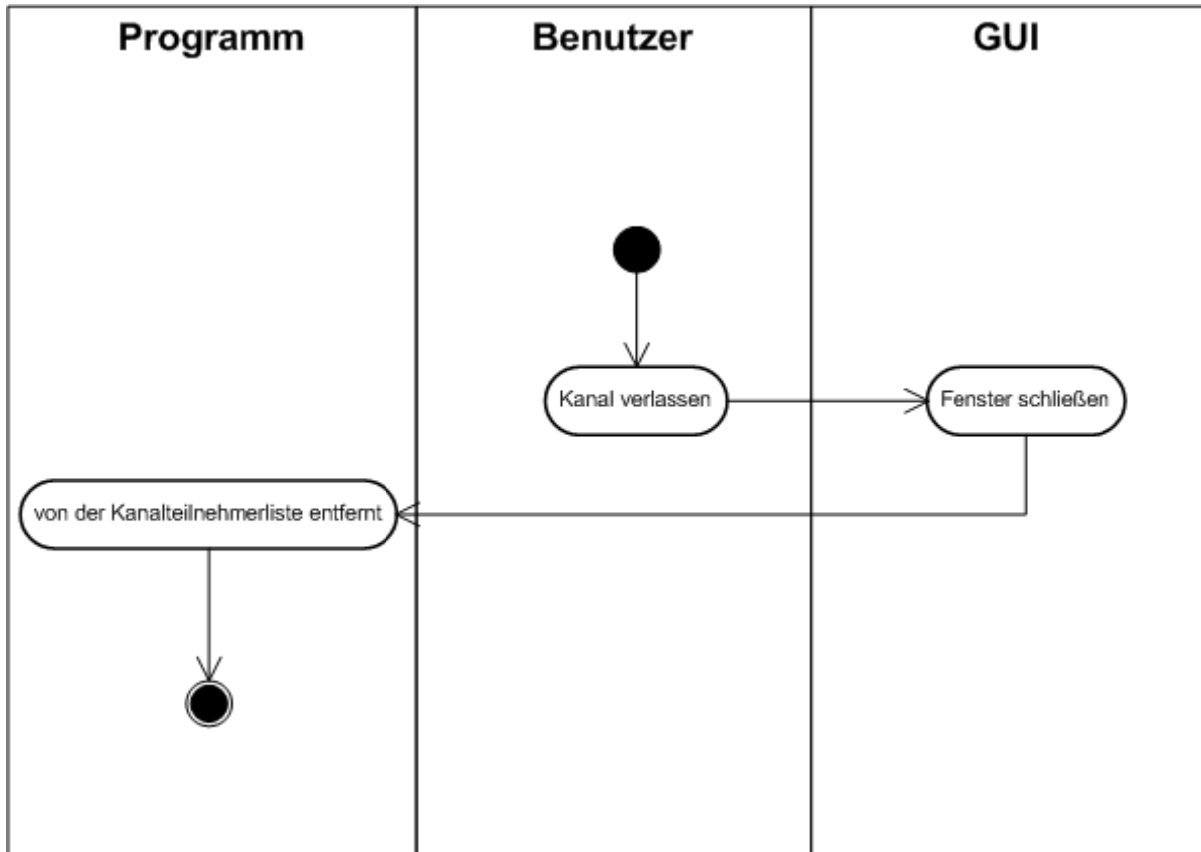 Programm
Benutzer
GUI
Kanal verlassen
Fenster schließen
von der Kanalteilnehmerliste entfernt